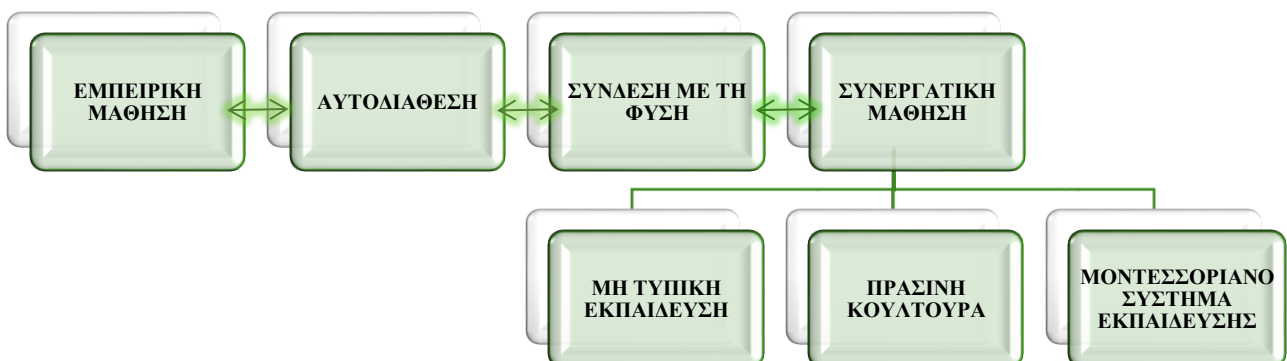 ΕΜΠΕΙΡΙΚΗ
ΜΑΘΗΣΗ
ΑΥΤΟΔΙΑΘΕΣΗ
ΣΥΝΔΕΣΗ ΜΕ ΤΗ
ΦΥΣΗ
ΣΥΝΕΡΓΑΤΙΚΗ
ΜΑΘΗΣΗ
ΜΗ ΤΥΠΙΚΗ
ΕΚΠΑΙΔΕΥΣΗ
ΠΡΑΣΙΝΗ
ΚΟΥΛΤΟΥΡΑ
ΜΟΝΤΕΣΣΟΡΙΑΝΟ
ΣΥΣΤΗΜΑ
ΕΚΠΑΙΔΕΥΣΗΣ